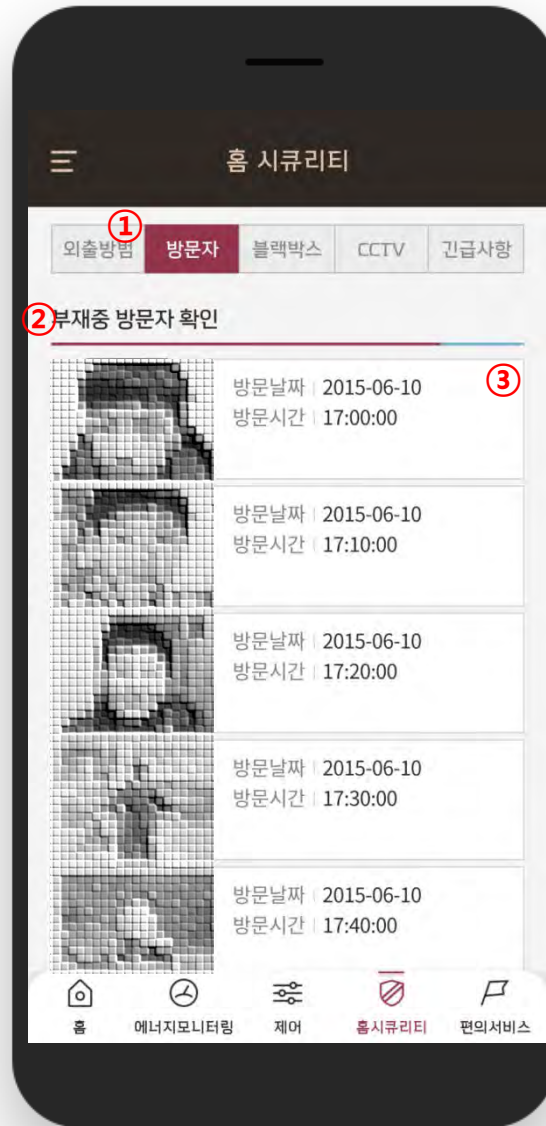 홈 시큐리티
①
외출방범 방문자 블랙박스 CCTV 긴급사항
②부재중 방문자 확인
③
방문날짜 | 2015-06-10
방문시간 | 17:00:00
방문날짜 | 2015-06-10
방문시간 | 17:10:00
방문날짜 | 2015-06-10
방문시간 | 17:20:00
방문날짜 | 2015-06-10
방문시간 | 17:30:00
방문날짜 | 2015-06-10
방문시간 | 17:40:00
홈 에너지모니터링 제어 홈시큐리티 편의서비스